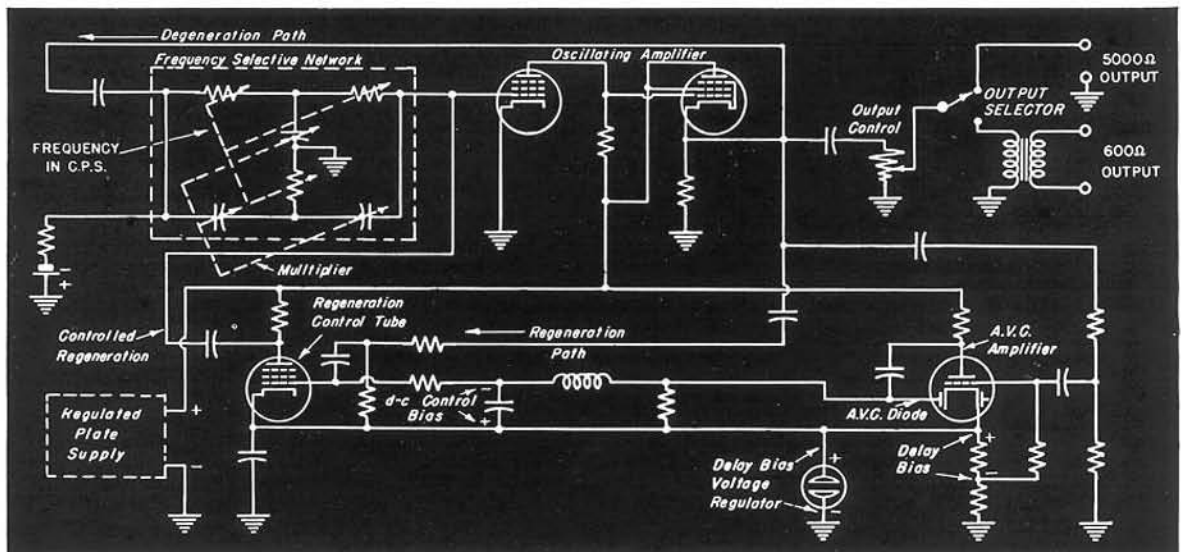 Degeneration Path
Frequency Selective Network
Oscillating Amplifier
5000Ω
OUTPUT
OUTPUT
SELECTOR
Output
Control
FREQUENCY
IN C.P.S.
600Ω
OUTPUT
-
+
Multiplier
Regeneration
Control Tube
Controlled
Regeneration
Regeneration
Path
A.V.C.
Amplifier
Regulated
Plate
Supply
+
-
d-c Control
Bias
-
+
A.V.C. Diode
Delay
Bias
+
-
Delay Bias
Voltage
Regulator
+
-